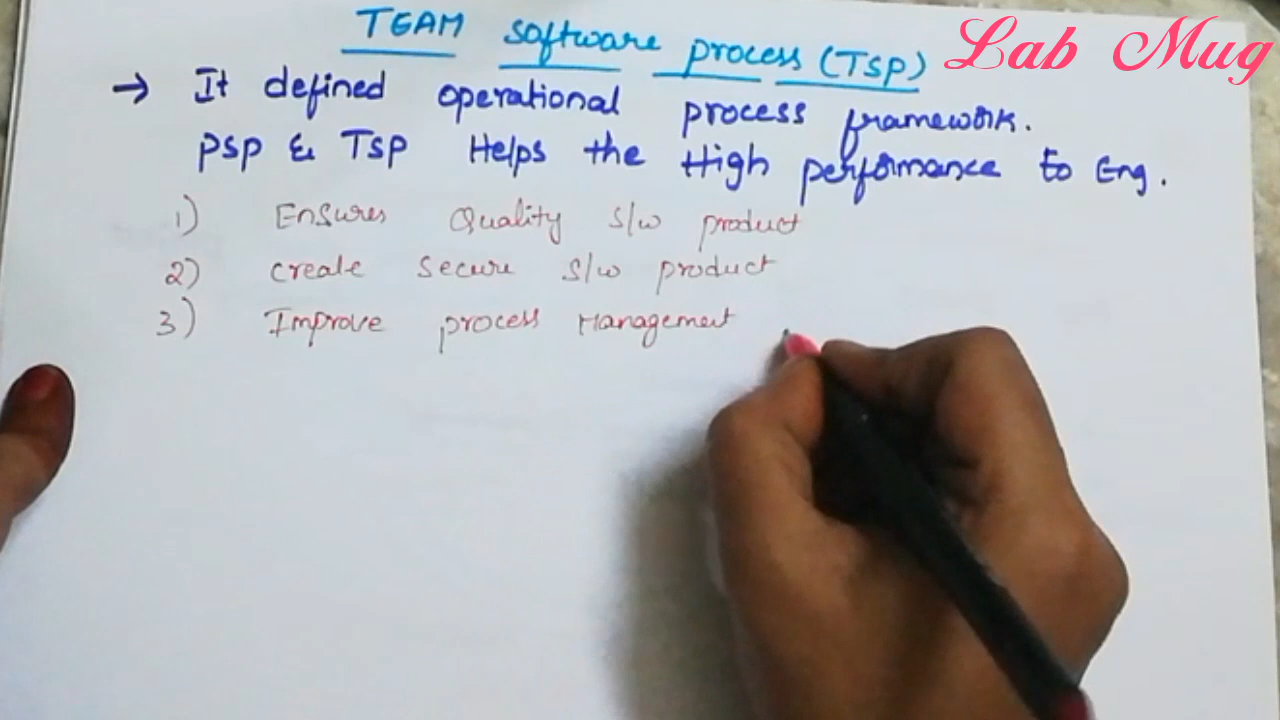 TEAM Software process (TSP)
Lab Mug
→ It defined operational process framework.
PSP & TSP Helps the High performance to Eng.
1) Ensures Quality S/w product
2) create secure S/w product
3) Improve process Management